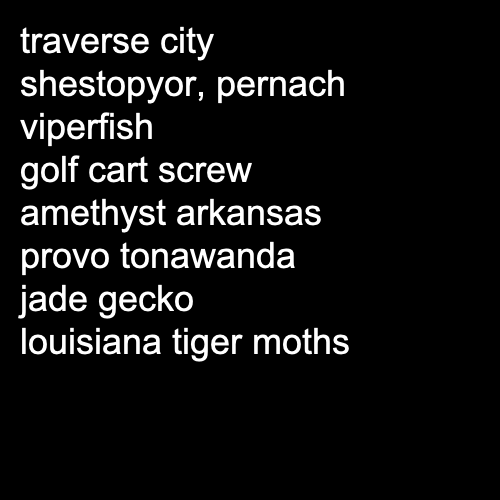 traverse city
shestopyor, pernach
viperfish
golf cart screw
amethyst arkansas
provo tonawanda
jade gecko
louisiana tiger moths